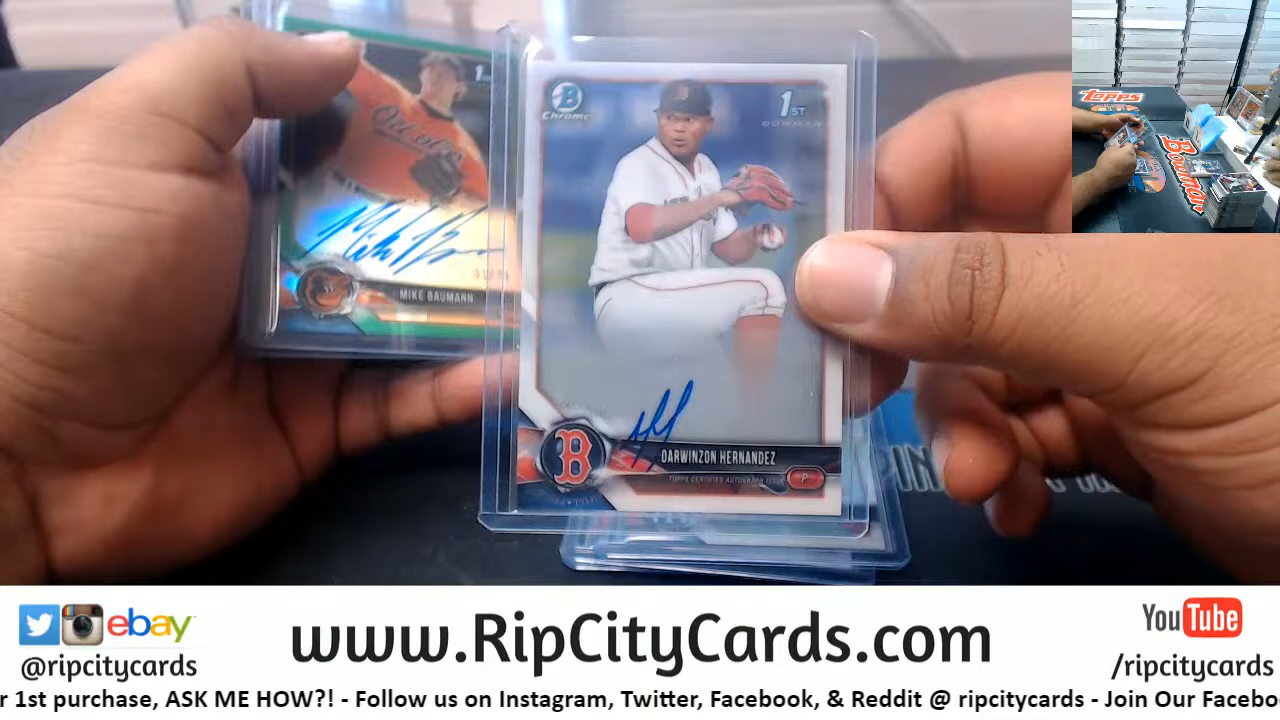 Orioles
1st
MIKE BAUMANN
B
Chrome
1ST
BOWMAN
B
DARWINZON HERNANDEZ
TOPPS CERTIFIED AUTOGRAPH ISSUE
P
Topps
Bowman
ebay
@ripcitycards
www.RipCityCards.com
YouTube
/ripcitycards
r 1st purchase, ASK ME HOW?! - Follow us on Instagram, Twitter, Facebook, & Reddit @ ripcitycards - Join Our Facebo